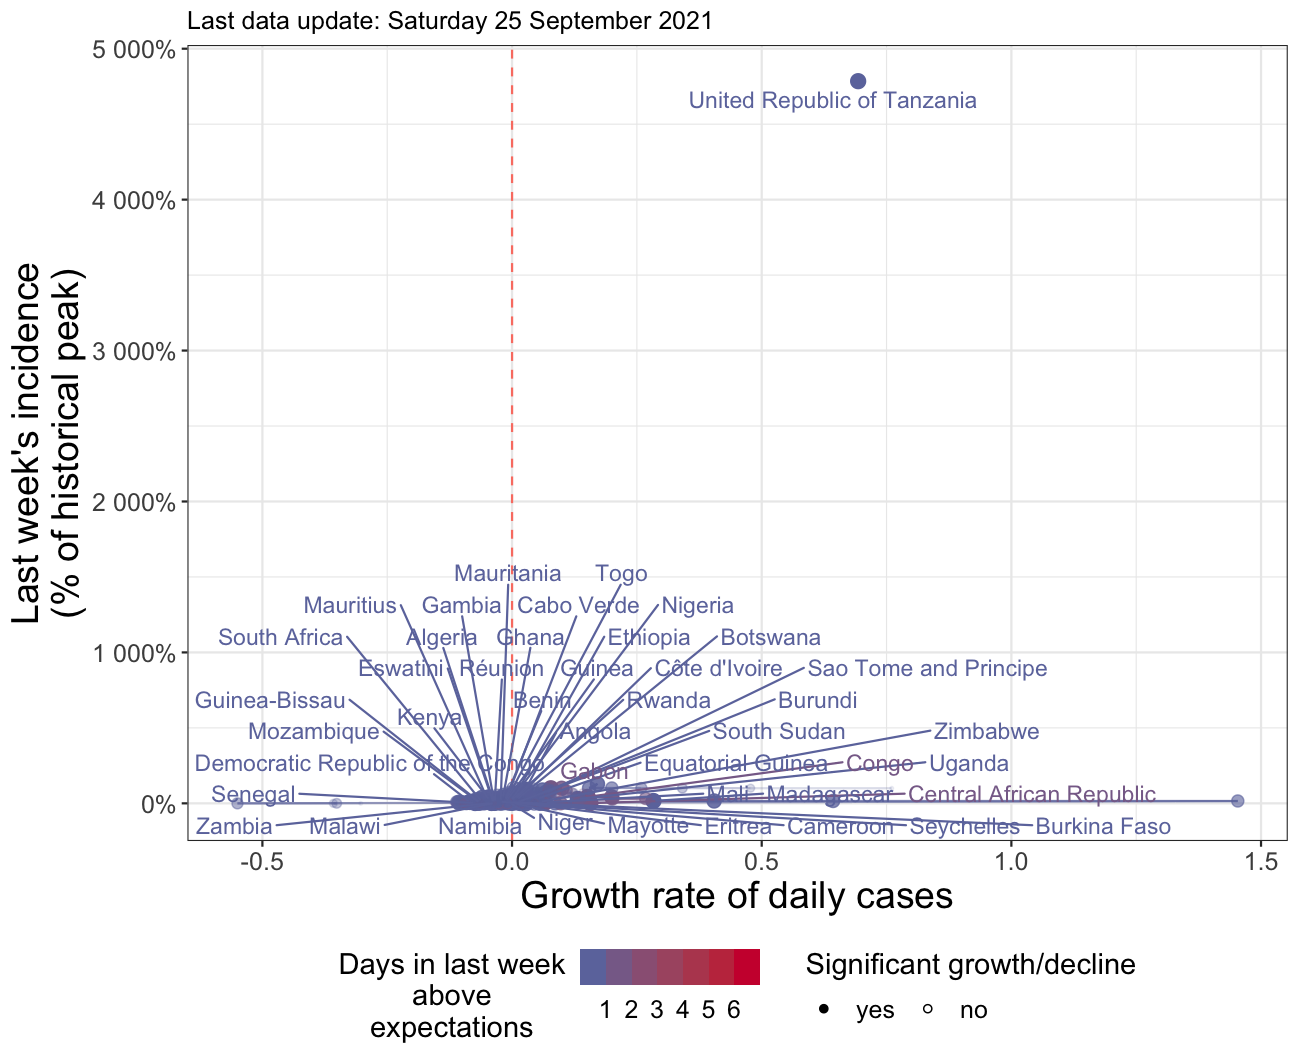 Last data update: Saturday 25 September 2021
5 000%
United Republic of Tanzania
4 000%
3 000%
2 000%
Last week's incidence
(% of historical peak)
Mauritania Togo
Mauritius Gambia Cabo Verde Nigeria
South Africa Algeria Ghana Ethiopia Botswana
1 000%
Eswatini Réunion Guinea Côte d'Ivoire Sao Tome and Principe
Guinea-Bissau Benin Rwanda Burundi
Kenya
Mozambique Angola South Sudan Zimbabwe
Democratic Republic of the Congo Equatorial Guinea Congo Uganda
Gabon
Senegal Mali Madagascar Central African Republic
0%
Zambia Malawi Namibia Niger Mayotte Eritrea Cameroon Seychelles Burkina Faso
-0.5 0.0 0.5 1.0 1.5
Growth rate of daily cases
Days in last week
above
expectations
1 2 3 4 5 6
Significant growth/decline
yes no